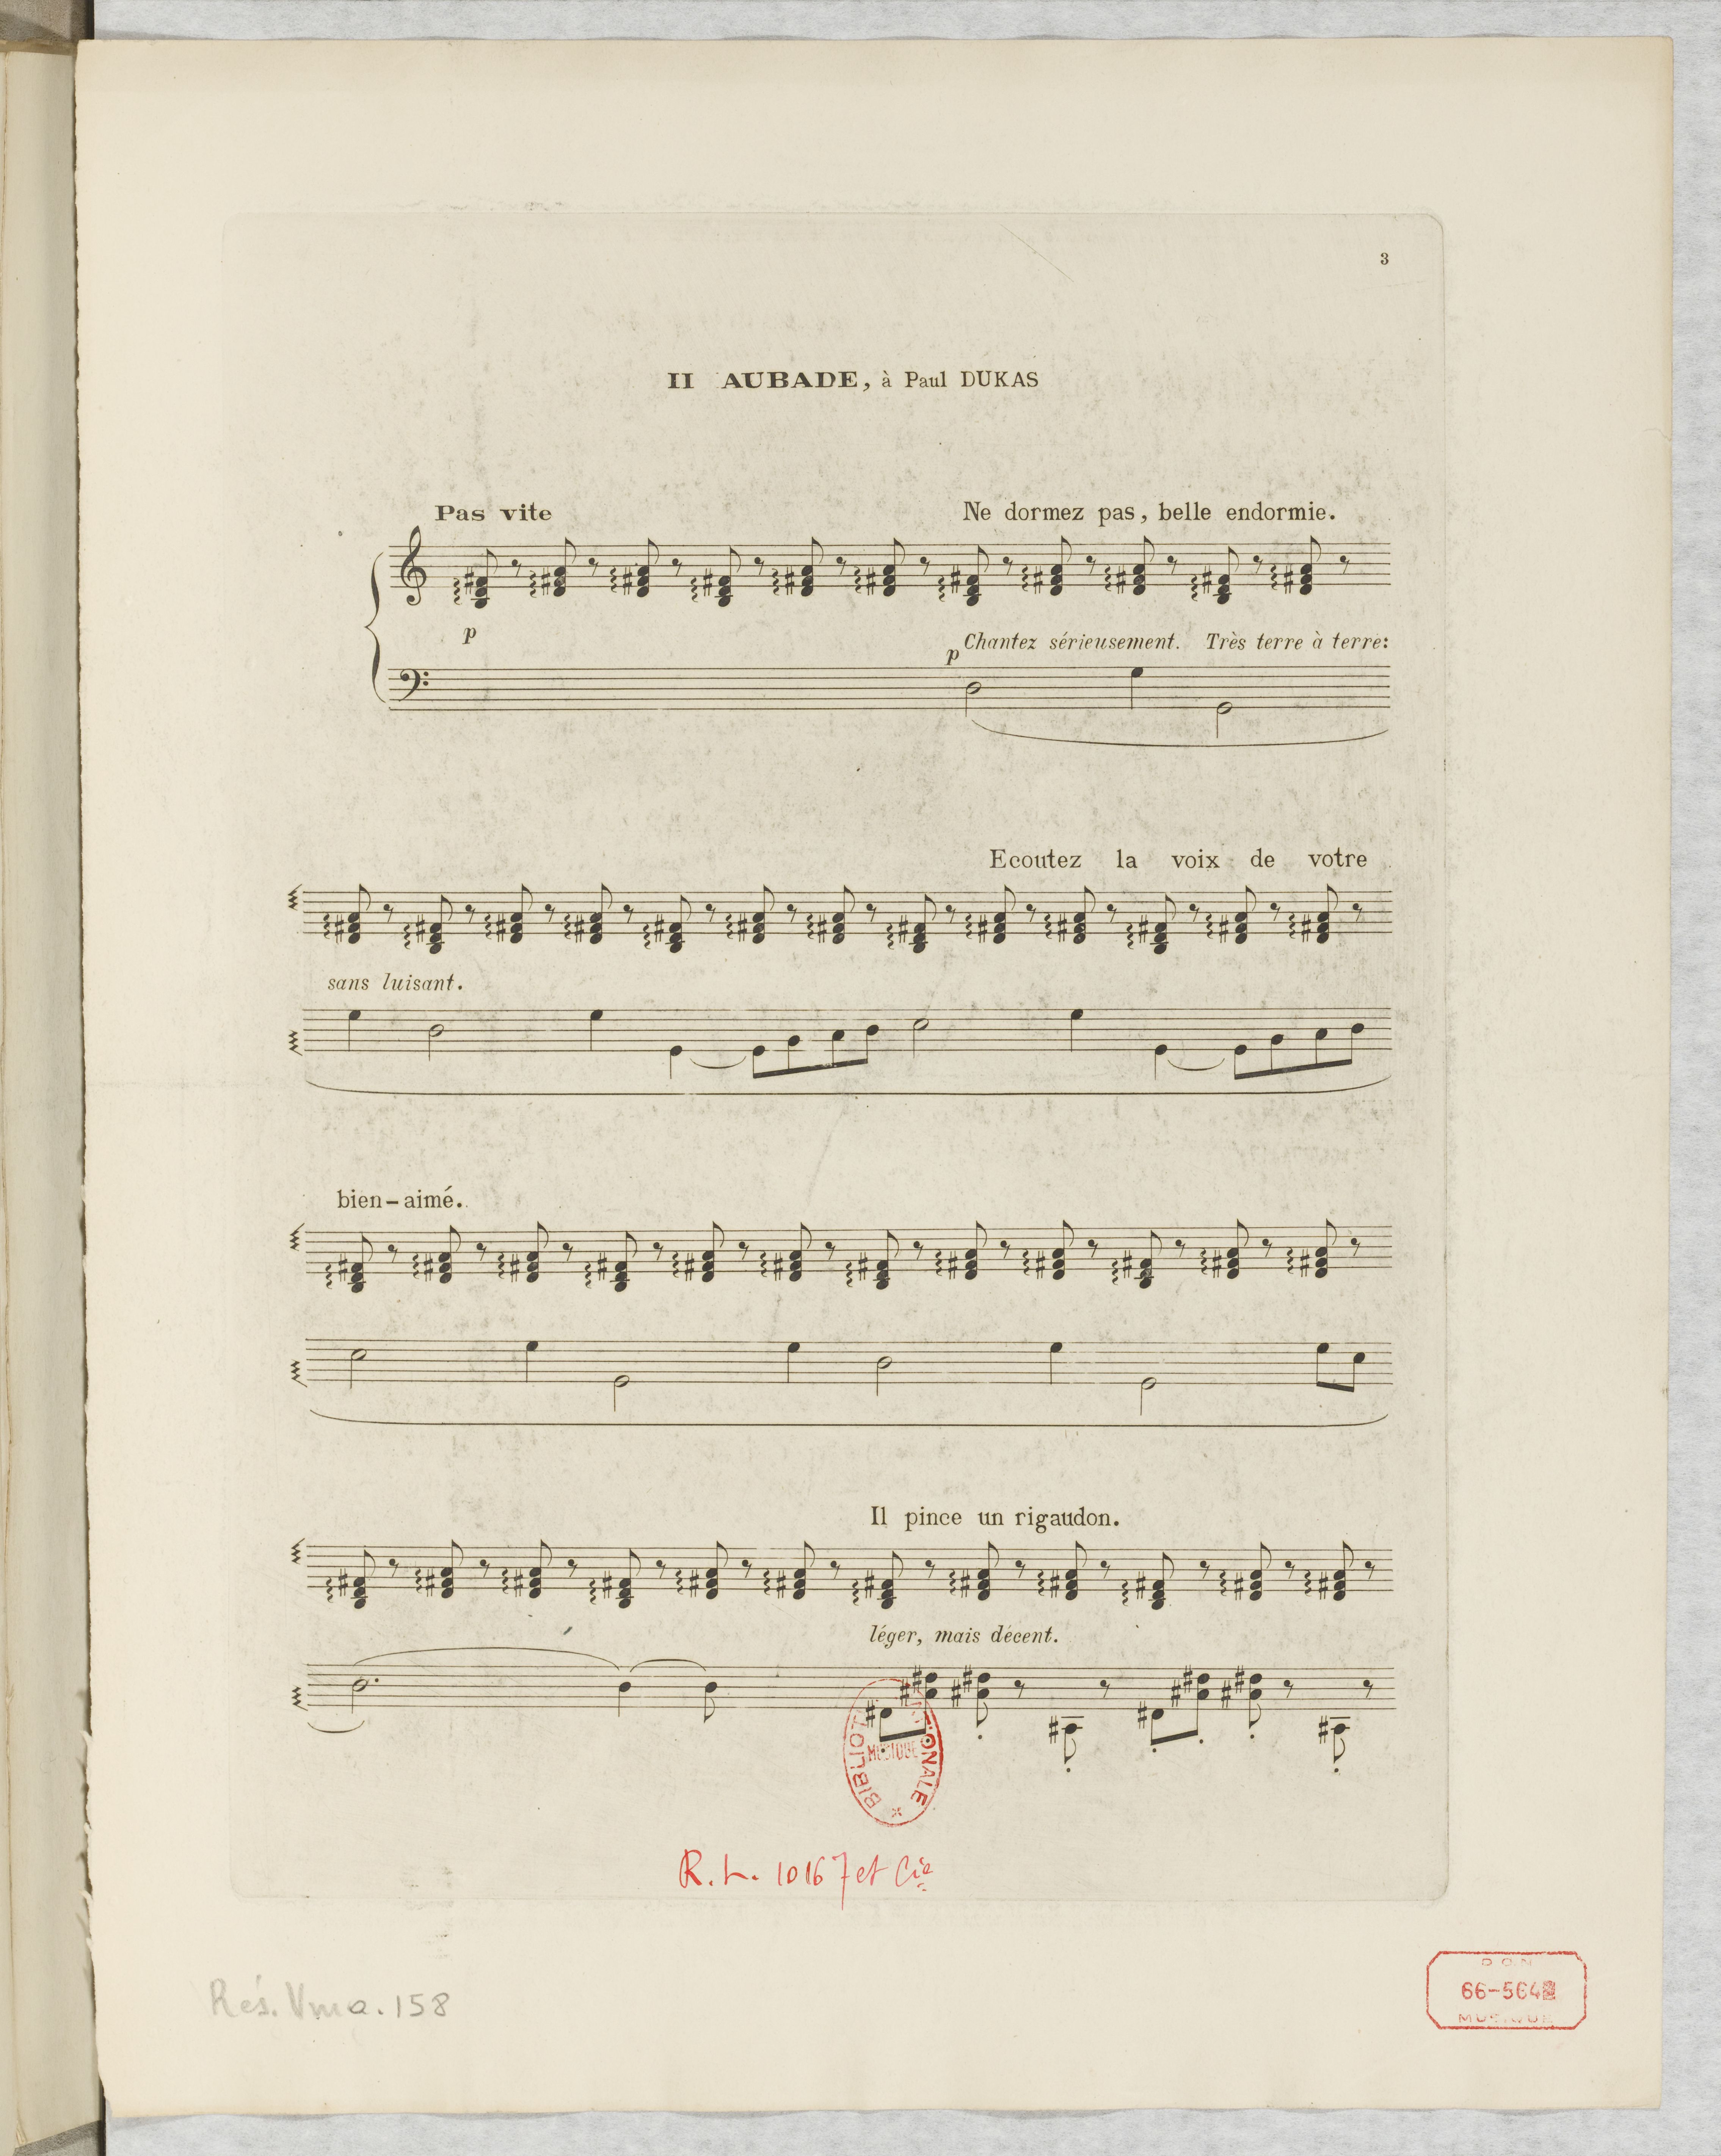 3
II AUBADE, à Paul DUKAS
Pas vite
Ne dormez pas, belle endormie.
p
p
Chantez sérieusement. Très terre à terre:
Ecoutez la voix de votre
sans luisant.
bien-aimé.
Il pince un rigaudon.
léger, mais décent.
MUSIQUE
R.L. 10167 et Cie
Rés. Vma. 158
DON
66-564
MUSIQUE